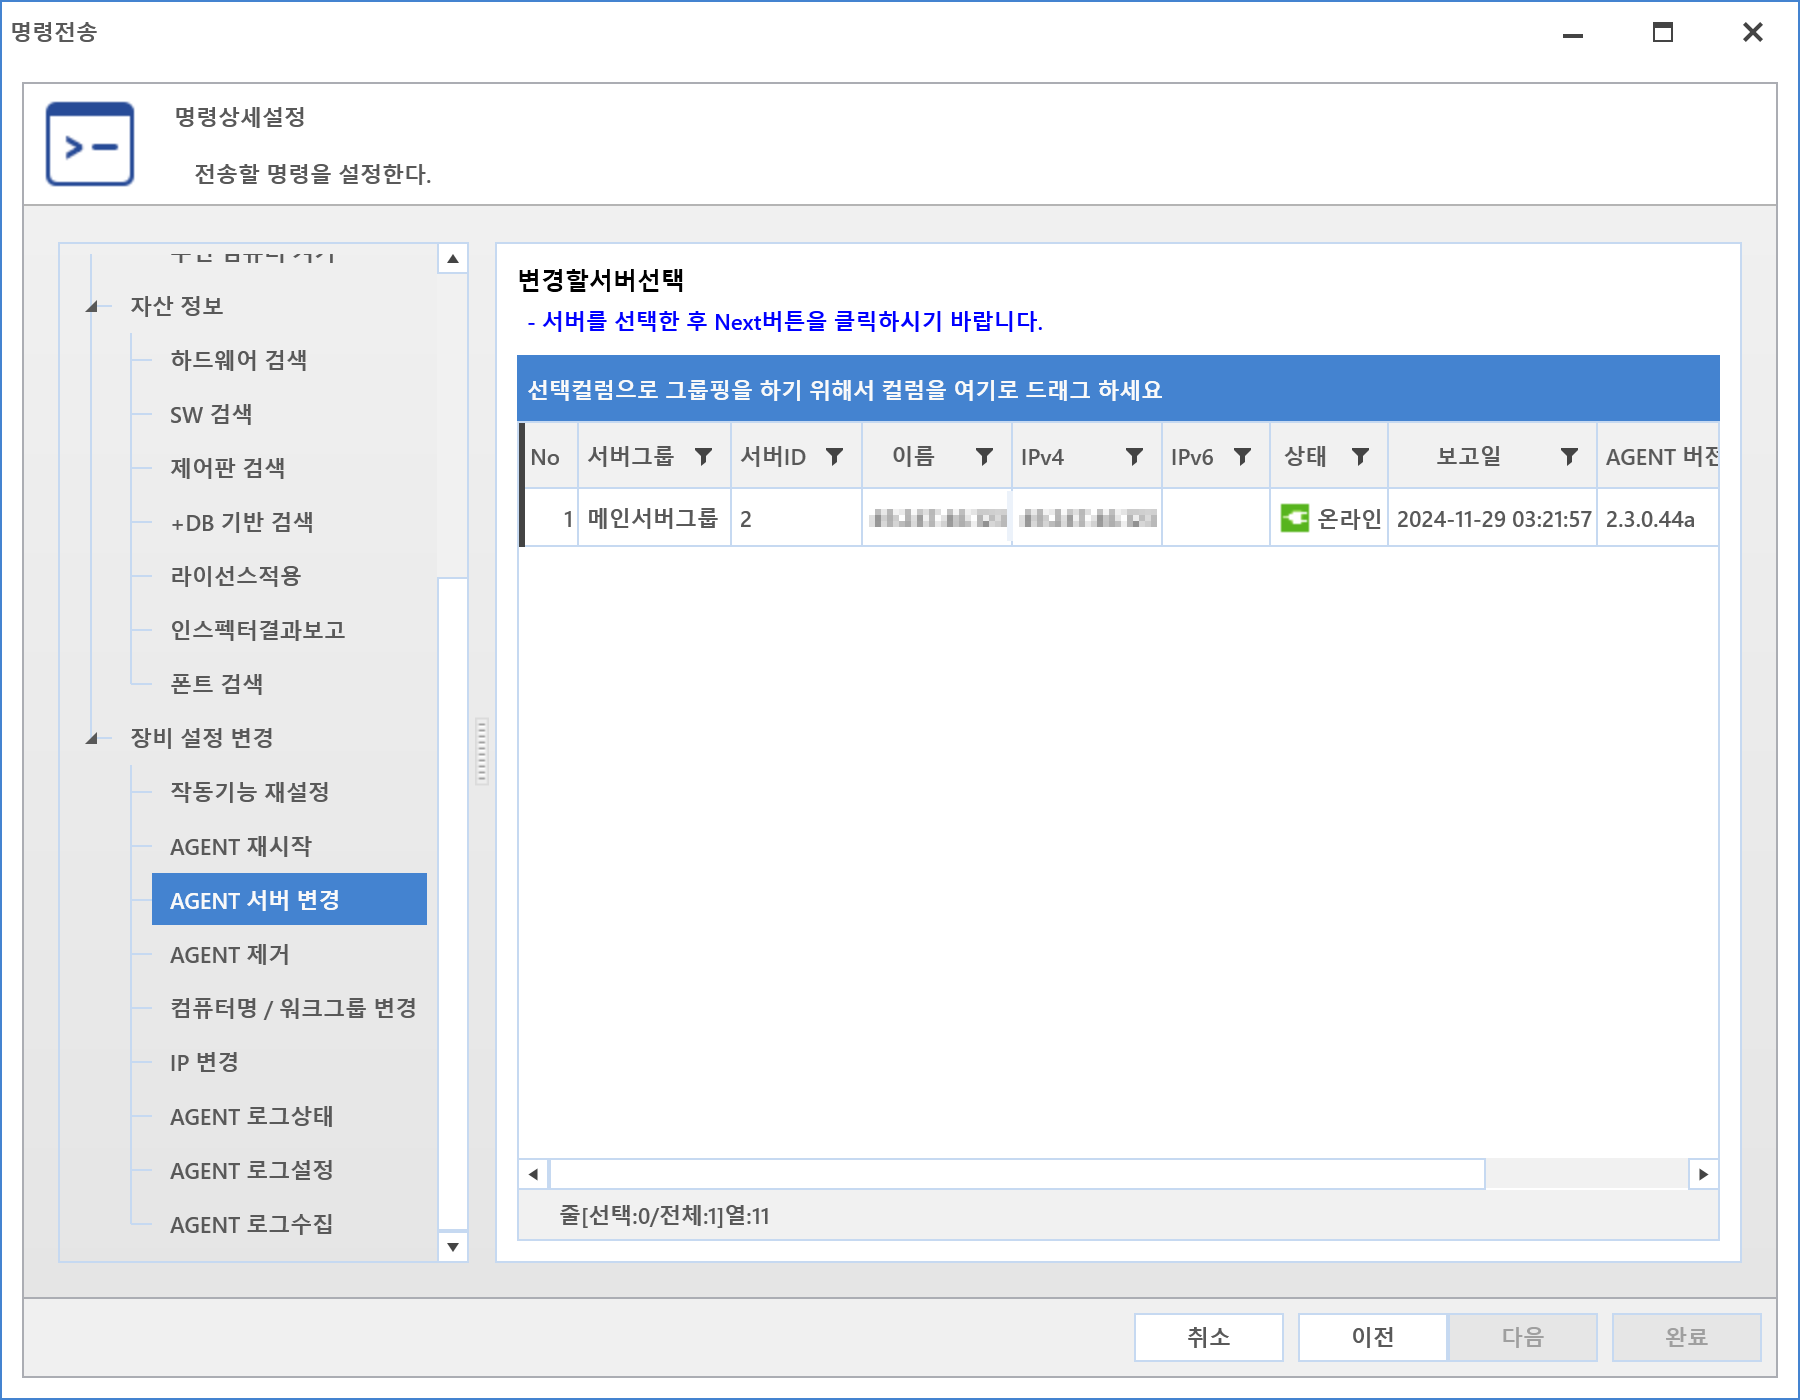 명령전송
명령상세설정
전송할 명령을 설정한다.
자산 정보
하드웨어 검색
SW 검색
제어판 검색
+DB 기반 검색
라이선스적용
인스펙터결과보고
폰트 검색
장비 설정 변경
작동기능 재설정
AGENT 재시작
AGENT 서버 변경
AGENT 제거
컴퓨터명 / 워크그룹 변경
IP 변경
AGENT 로그상태
AGENT 로그설정
AGENT 로그수집
변경할서버선택
- 서버를 선택한 후 Next버튼을 클릭하시기 바랍니다.
선택컬럼으로 그룹핑을 하기 위해서 컬럼을 여기로 드래그 하세요
No 서버그룹 서버ID 이름 IPv4 IPv6 상태 보고일 AGENT 버전
1 메인서버그룹 2 온라인 2024-11-29 03:21:57 2.3.0.44a
줄[선택:0/전체:1]열:11
취소 이전 다음 완료